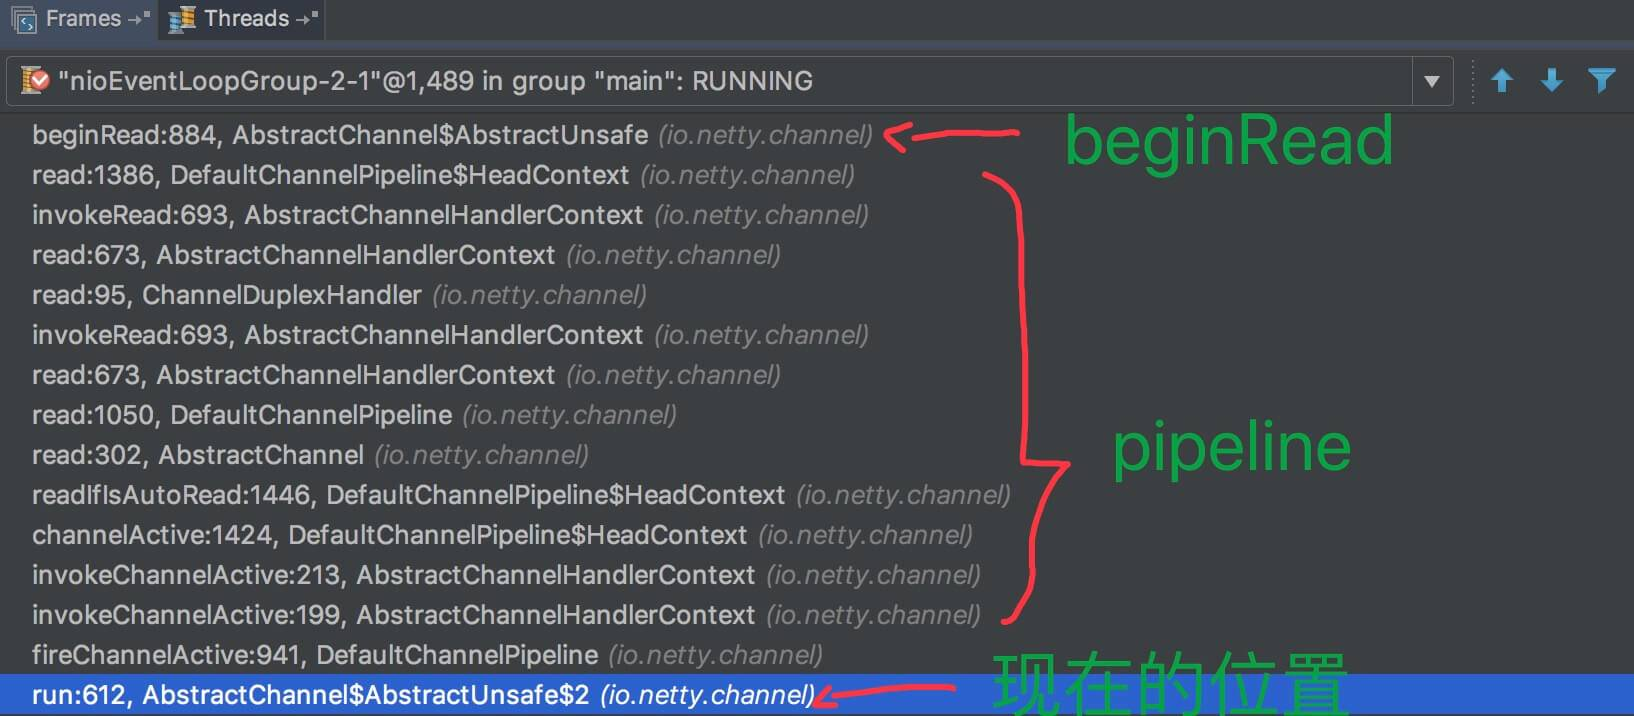 Frames Threads
"nioEventLoopGroup-2-1"@1,489 in group "main": RUNNING
beginRead:884, AbstractChannel$AbstractUnsafe (io.netty.channel) beginRead
read:1386, DefaultChannelPipeline$HeadContext (io.netty.channel)
invokeRead:693, AbstractChannelHandlerContext (io.netty.channel)
read:673, AbstractChannelHandlerContext (io.netty.channel)
read:95, ChannelDuplexHandler (io.netty.channel)
invokeRead:693, AbstractChannelHandlerContext (io.netty.channel)
read:673, AbstractChannelHandlerContext (io.netty.channel)
read:1050, DefaultChannelPipeline (io.netty.channel)
pipeline
read:302, AbstractChannel (io.netty.channel)
readIfIsAutoRead:1446, DefaultChannelPipeline$HeadContext (io.netty.channel)
channelActive:1424, DefaultChannelPipeline$HeadContext (io.netty.channel)
invokeChannelActive:213, AbstractChannelHandlerContext (io.netty.channel)
invokeChannelActive:199, AbstractChannelHandlerContext (io.netty.channel)
fireChannelActive:941, DefaultChannelPipeline (io.netty.channel)
run:612, AbstractChannel$AbstractUnsafe$2 (io.netty.channel) 现在的位置